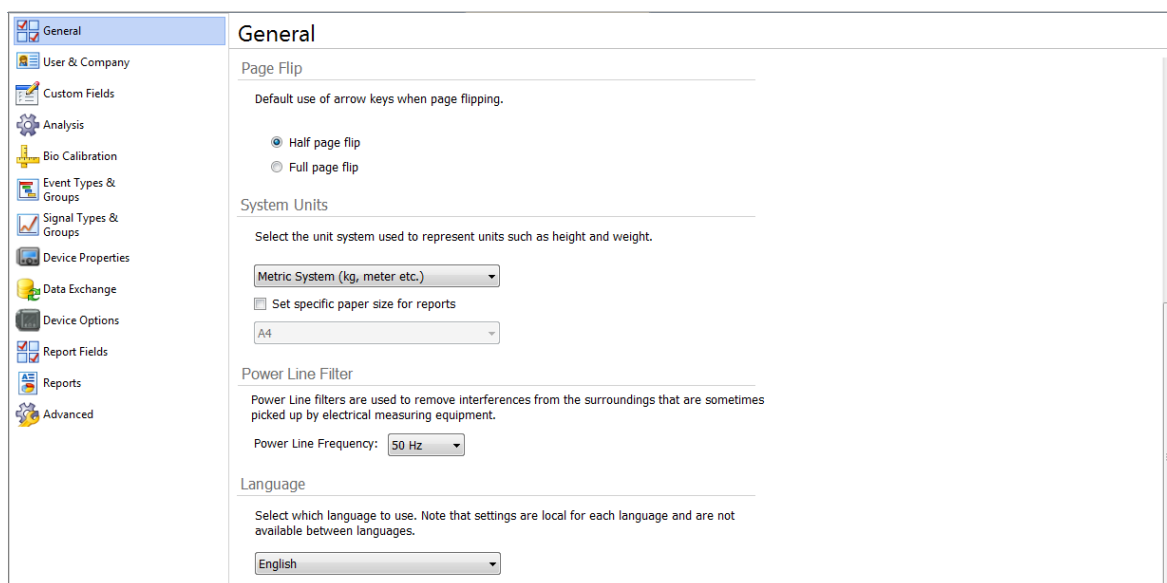 General
User & Company
Custom Fields
Analysis
Bio Calibration
Event Types &
Groups
Signal Types &
Groups
Device Properties
Data Exchange
Device Options
Report Fields
Reports
Advanced
General
Page Flip
Default use of arrow keys when page flipping.
Half page flip
Full page flip
System Units
Select the unit system used to represent units such as height and weight.
Metric System (kg, meter etc.)
Set specific paper size for reports
A4
Power Line Filter
Power Line filters are used to remove interferences from the surroundings that are sometimes
picked up by electrical measuring equipment.
Power Line Frequency: 50 Hz
Language
Select which language to use. Note that settings are local for each language and are not
available between languages.
English